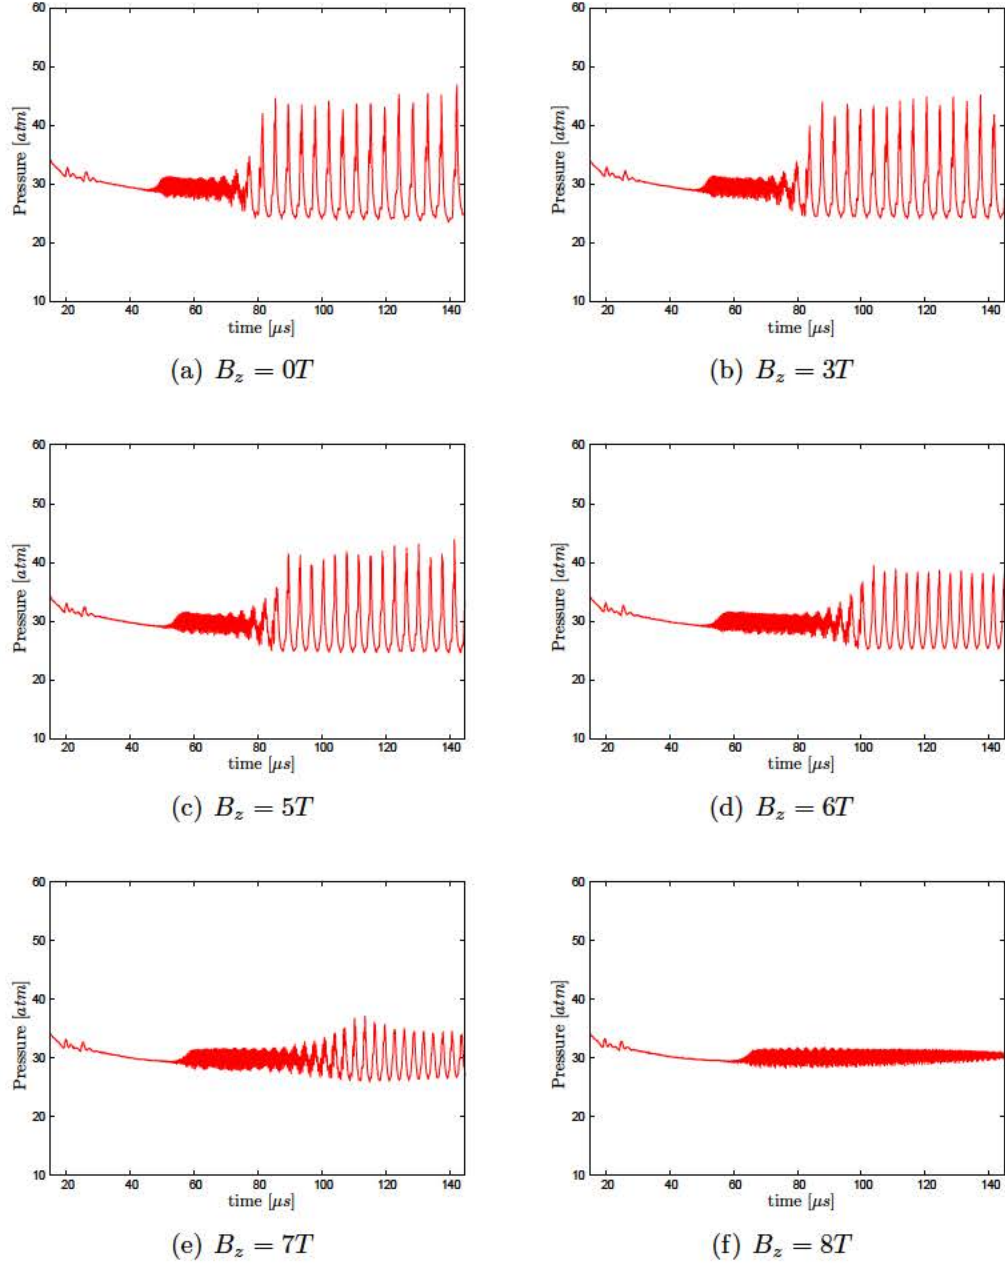 60
50
40
30
20
10
Pressure [atm]
20 40 60 80 100 120 140
time [μs]
(a) B_z = 0T
60
50
40
30
20
10
Pressure [atm]
20 40 60 80 100 120 140
time [μs]
(b) B_z = 3T
60
50
40
30
20
10
Pressure [atm]
20 40 60 80 100 120 140
time [μs]
(c) B_z = 5T
60
50
40
30
20
10
Pressure [atm]
20 40 60 80 100 120 140
time [μs]
(d) B_z = 6T
60
50
40
30
20
10
Pressure [atm]
20 40 60 80 100 120 140
time [μs]
(e) B_z = 7T
60
50
40
30
20
10
Pressure [atm]
20 40 60 80 100 120 140
time [μs]
(f) B_z = 8T